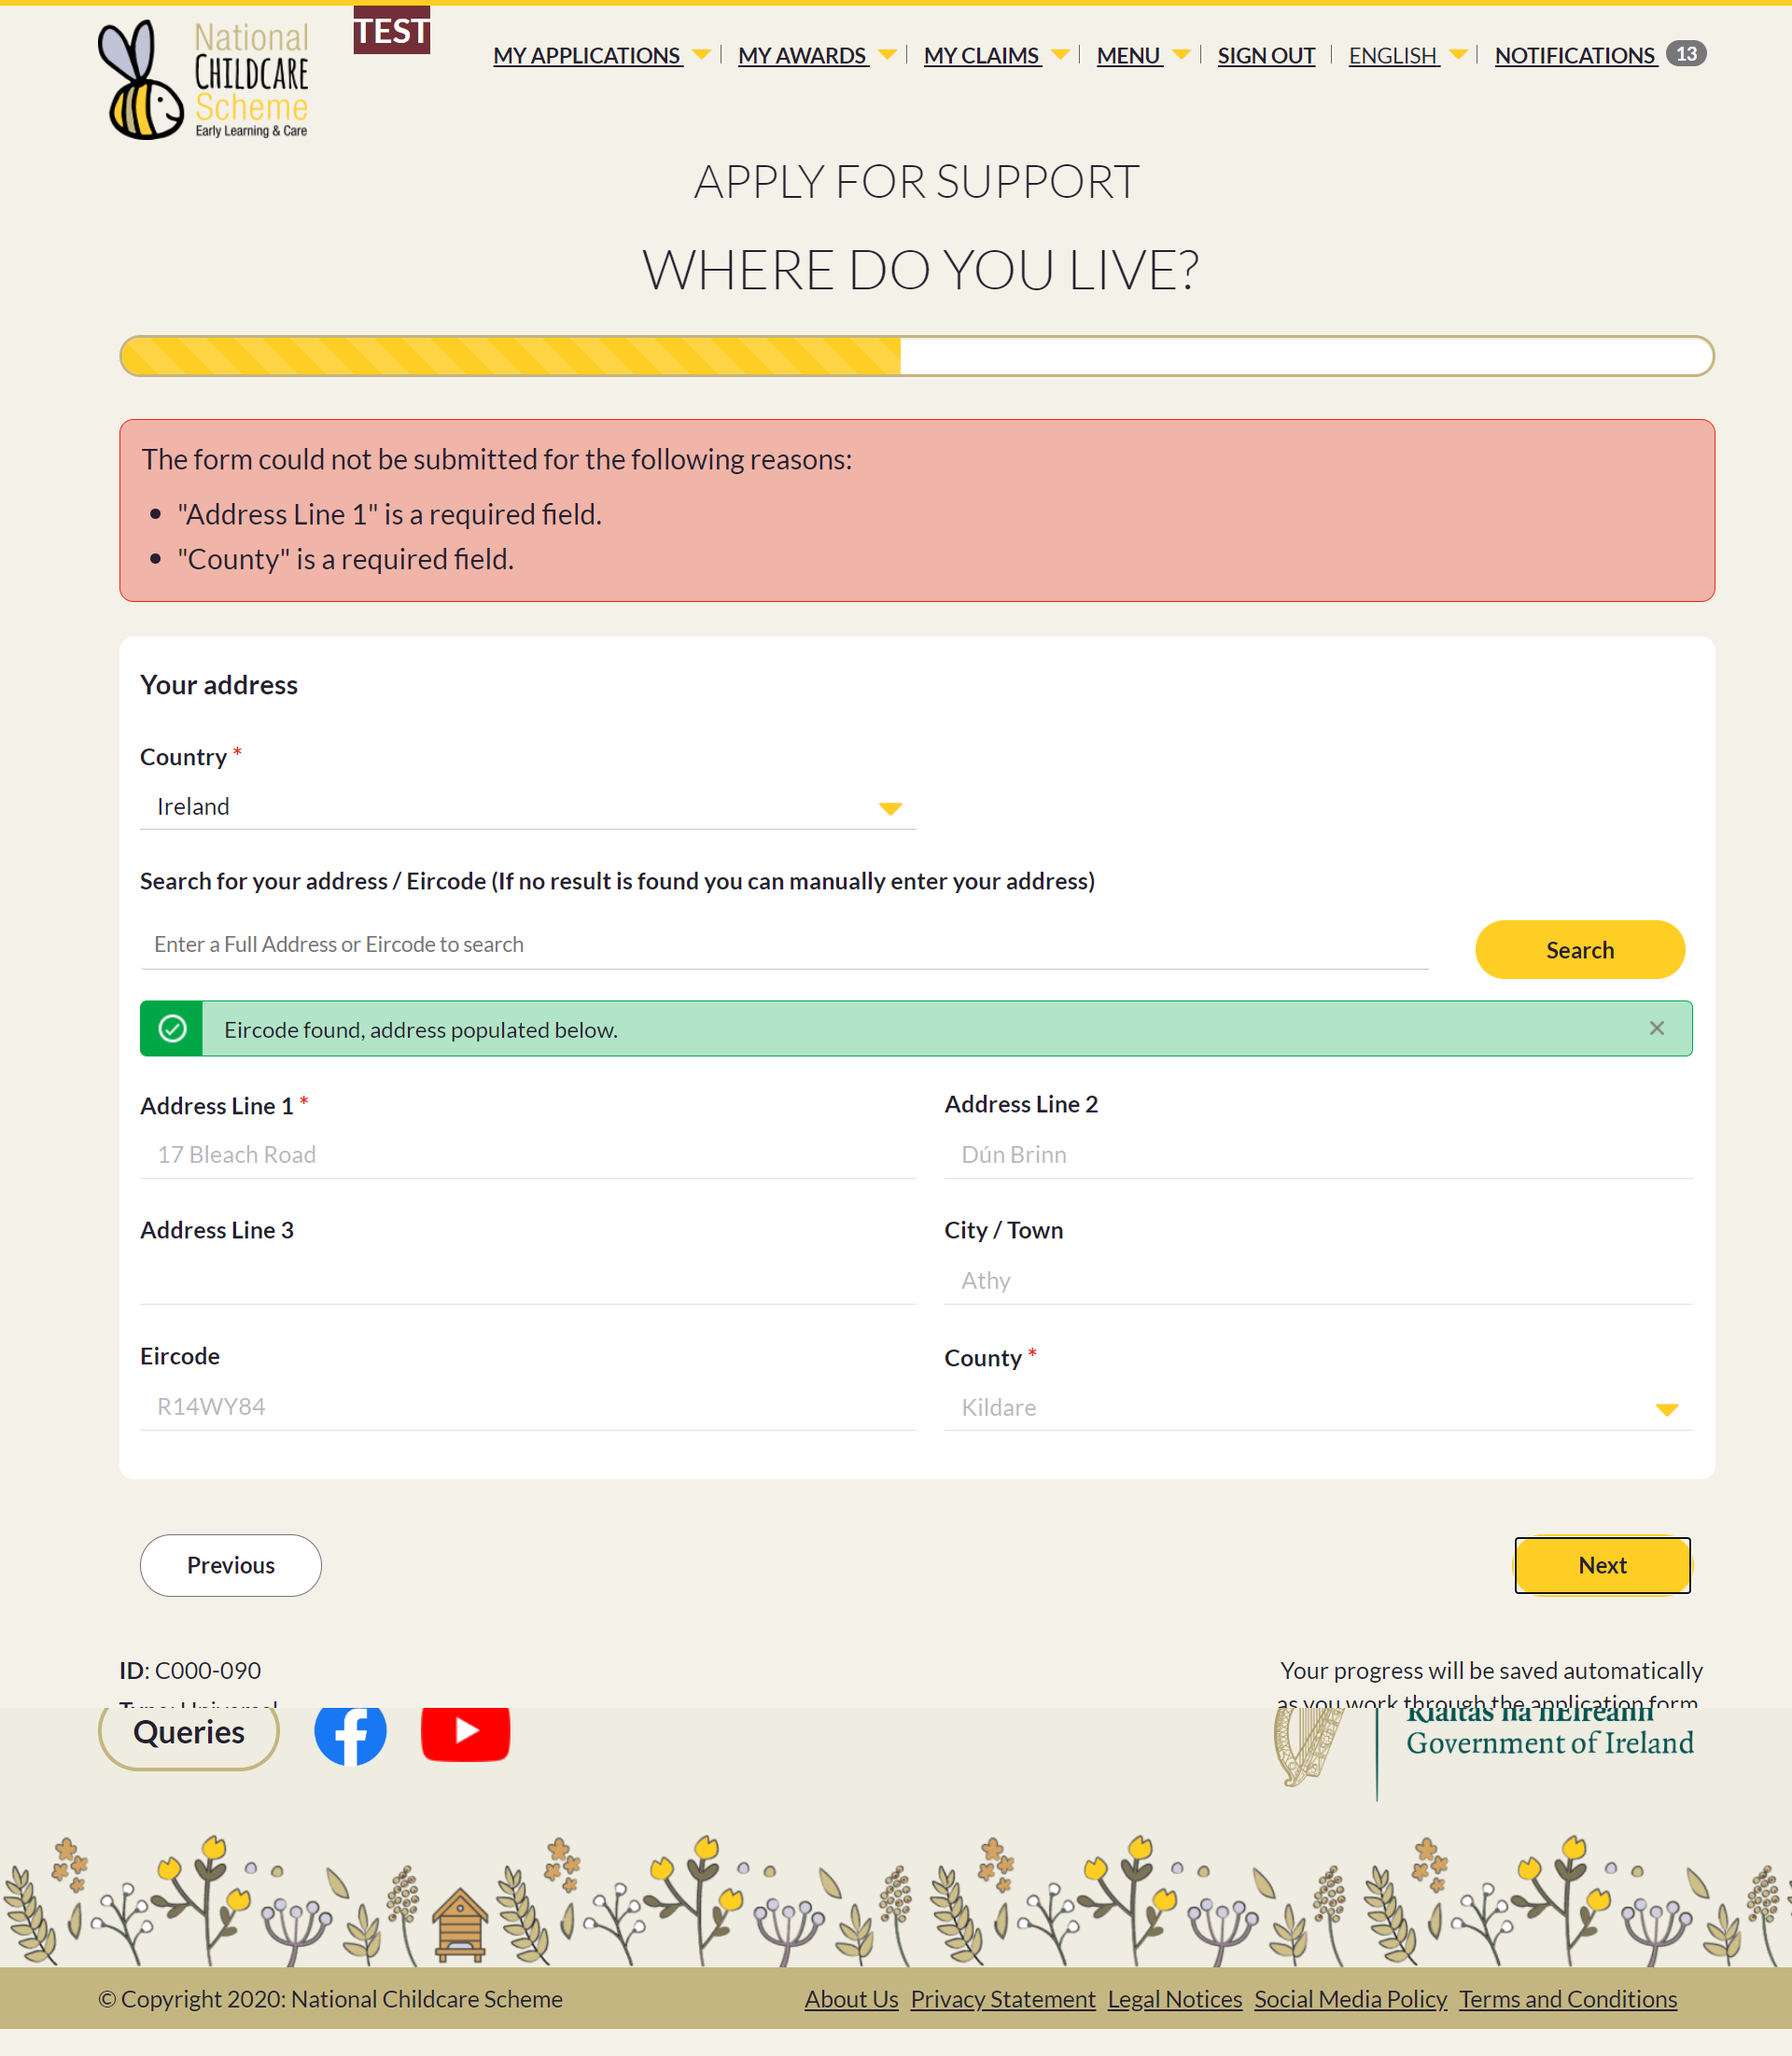 National
CHILDCARE
Scheme
Early Learning & Care
TEST
MY APPLICATIONS MY AWARDS MY CLAIMS MENU SIGN OUT ENGLISH NOTIFICATIONS 13
APPLY FOR SUPPORT
WHERE DO YOU LIVE?
The form could not be submitted for the following reasons:
"Address Line 1" is a required field.
"County" is a required field.
Your address
Country *
Ireland
Search for your address / Eircode (If no result is found you can manually enter your address)
Enter a Full Address or Eircode to search
Search
Eircode found, address populated below.
Address Line 1 *
Address Line 2
17 Bleach Road
Dún Brinn
Address Line 3
City / Town
Athy
Eircode
County *
R14WY84
Kildare
Previous
Next
ID: C000-090
Your progress will be saved automatically
Type: Universal
as you work through the application form
Queries
Rialtas na hÉireann
Government of Ireland
© Copyright 2020: National Childcare Scheme
About Us Privacy Statement Legal Notices Social Media Policy Terms and Conditions